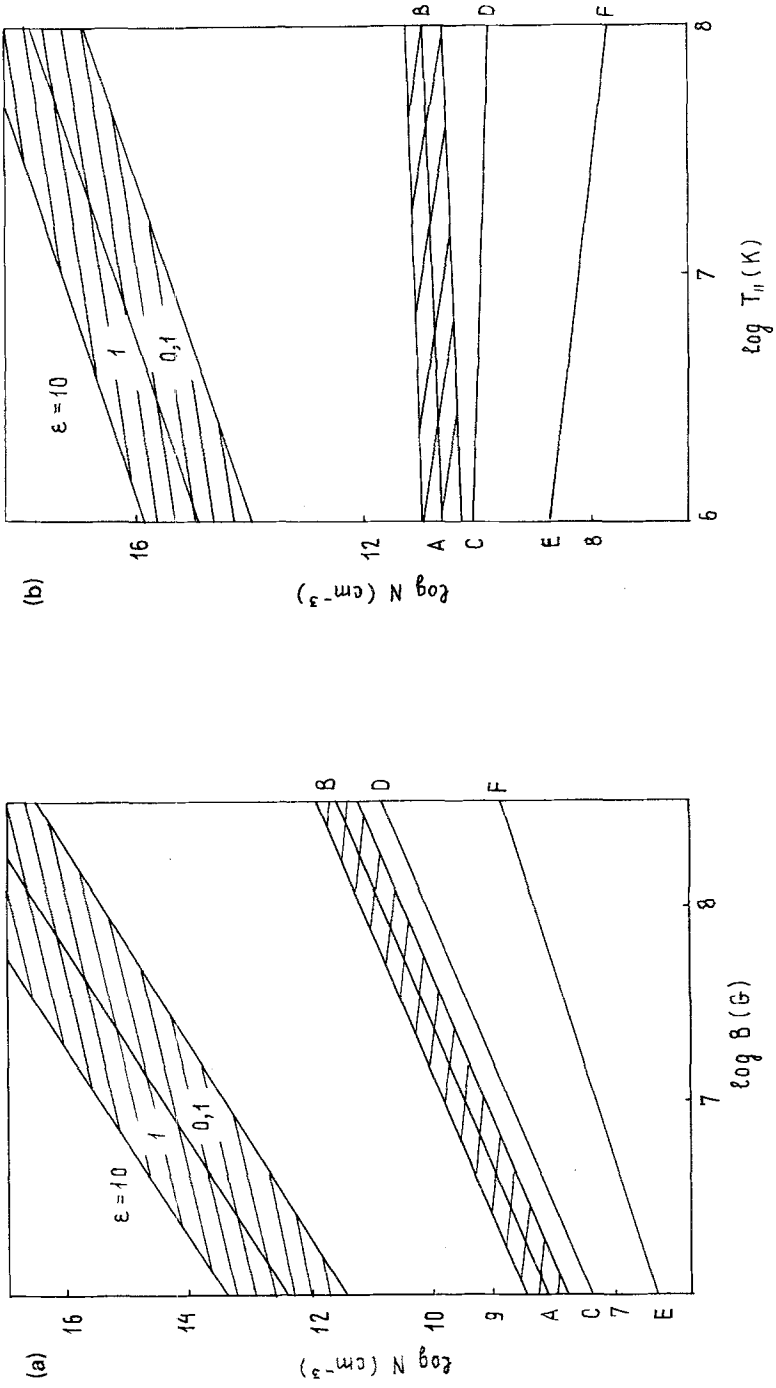 (a)
log N (cm⁻³)
16
14
12
10
9
A
C
7
E
ε = 10
1
0,1
B
D
F
7
8
log B (G)
(b)
log N (cm⁻³)
16
12
A
C
E
8
ε = 10
1
0,1
B
D
F
6
7
8
log T₁₁ (K)